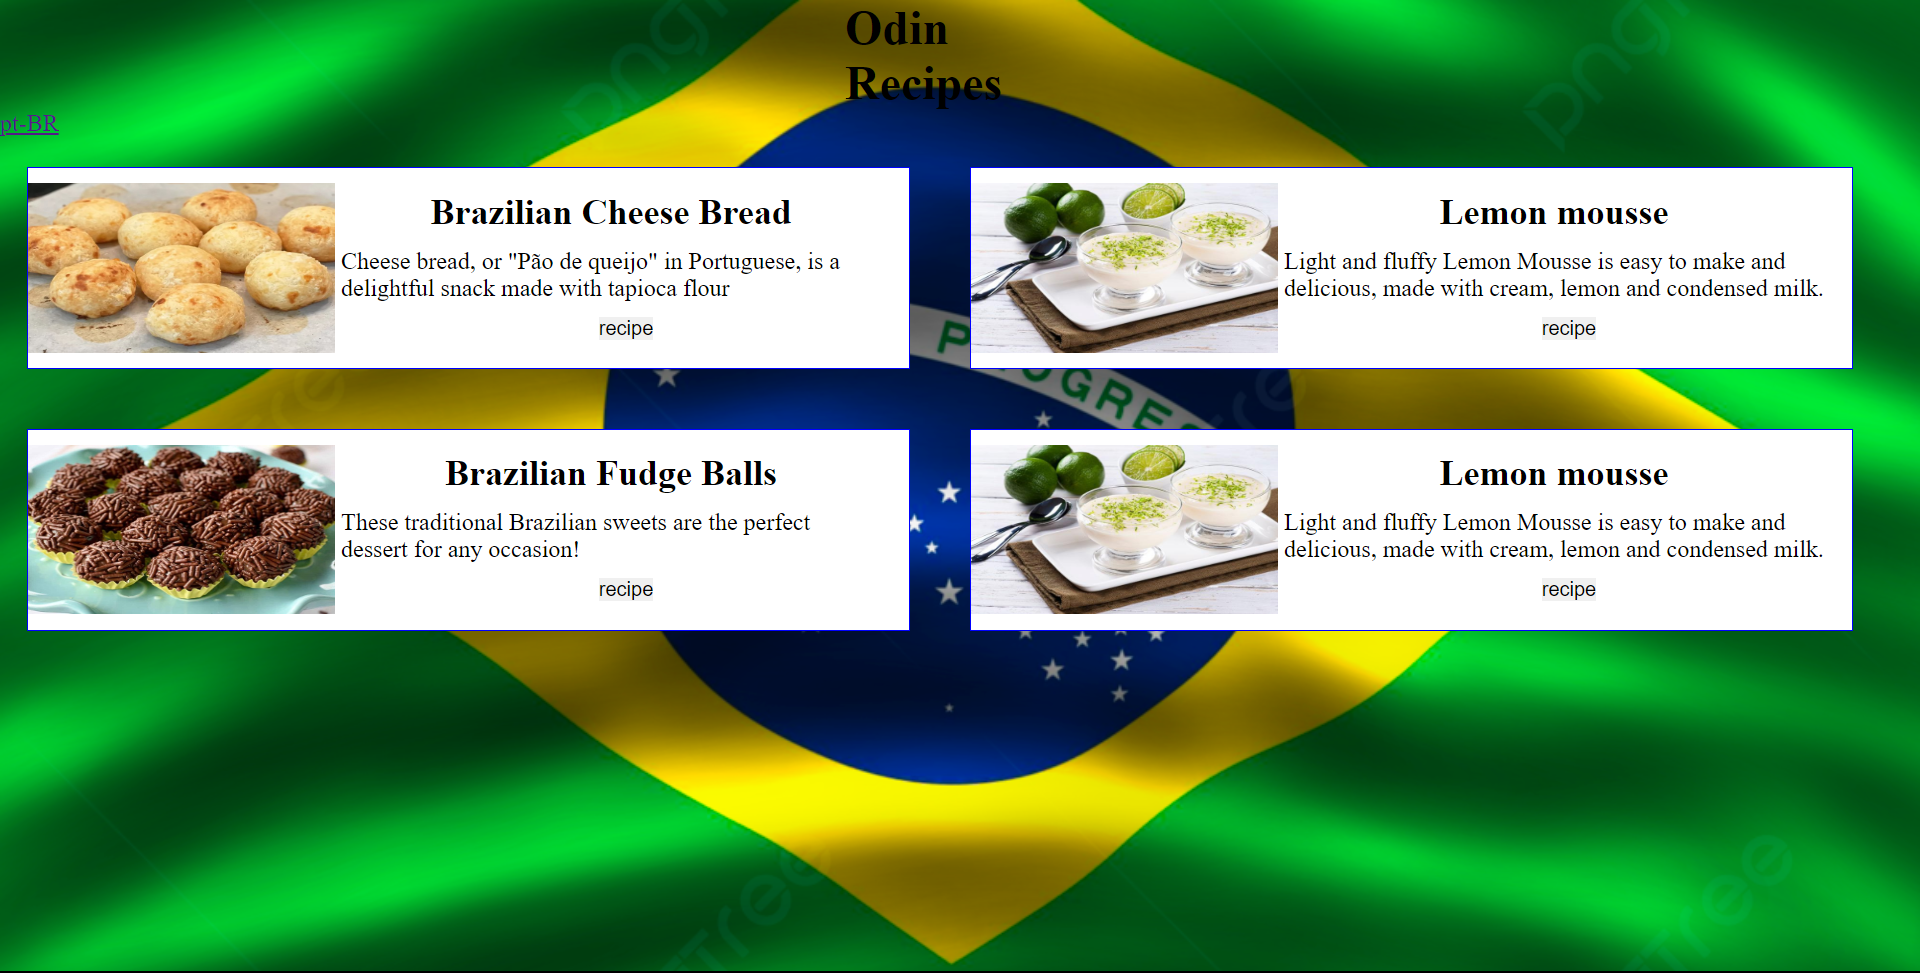 Odin
Recipes
pt-BR
Brazilian Cheese Bread
Cheese bread, or "Pão de queijo" in Portuguese, is a
delightful snack made with tapioca flour
recipe
Lemon mousse
Light and fluffy Lemon Mousse is easy to make and
delicious, made with cream, lemon and condensed milk.
recipe
Brazilian Fudge Balls
These traditional Brazilian sweets are the perfect
dessert for any occasion!
recipe
Lemon mousse
Light and fluffy Lemon Mousse is easy to make and
delicious, made with cream, lemon and condensed milk.
recipe